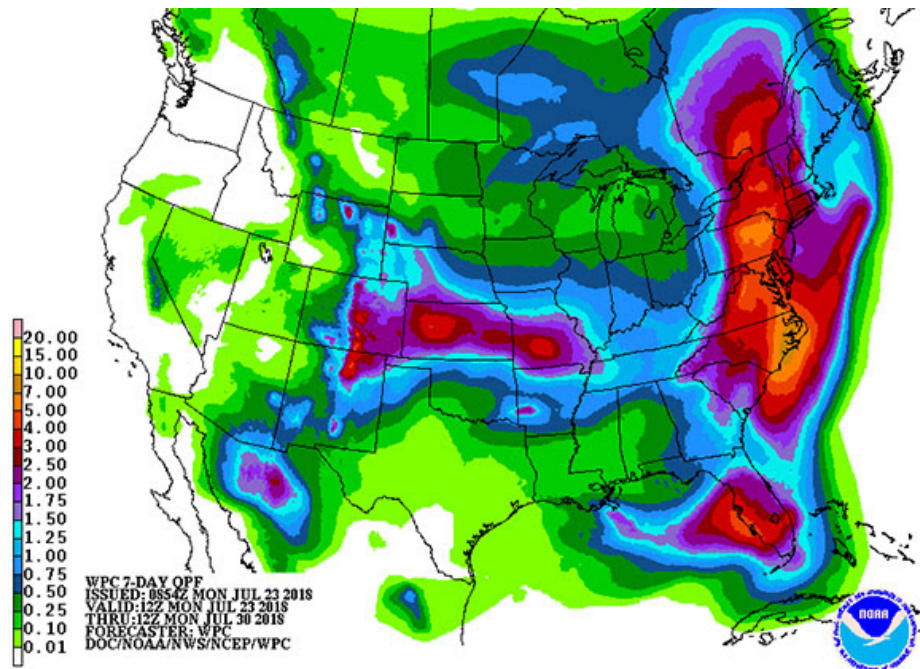 20.00
15.00
10.00
7.00
5.00
4.00
3.00
2.50
2.00
1.75
1.50
1.25
1.00
0.75
0.50
0.25
0.10
0.01
WPC 7-DAY QPF
ISSUED: 0854Z MON JUL 23 2018
VALID: 12Z MON JUL 23 2018
THRU: 12Z MON JUL 30 2018
FORECASTER: WPC
DOC/NOAA/NWS/NCEP/WPC
NOAA